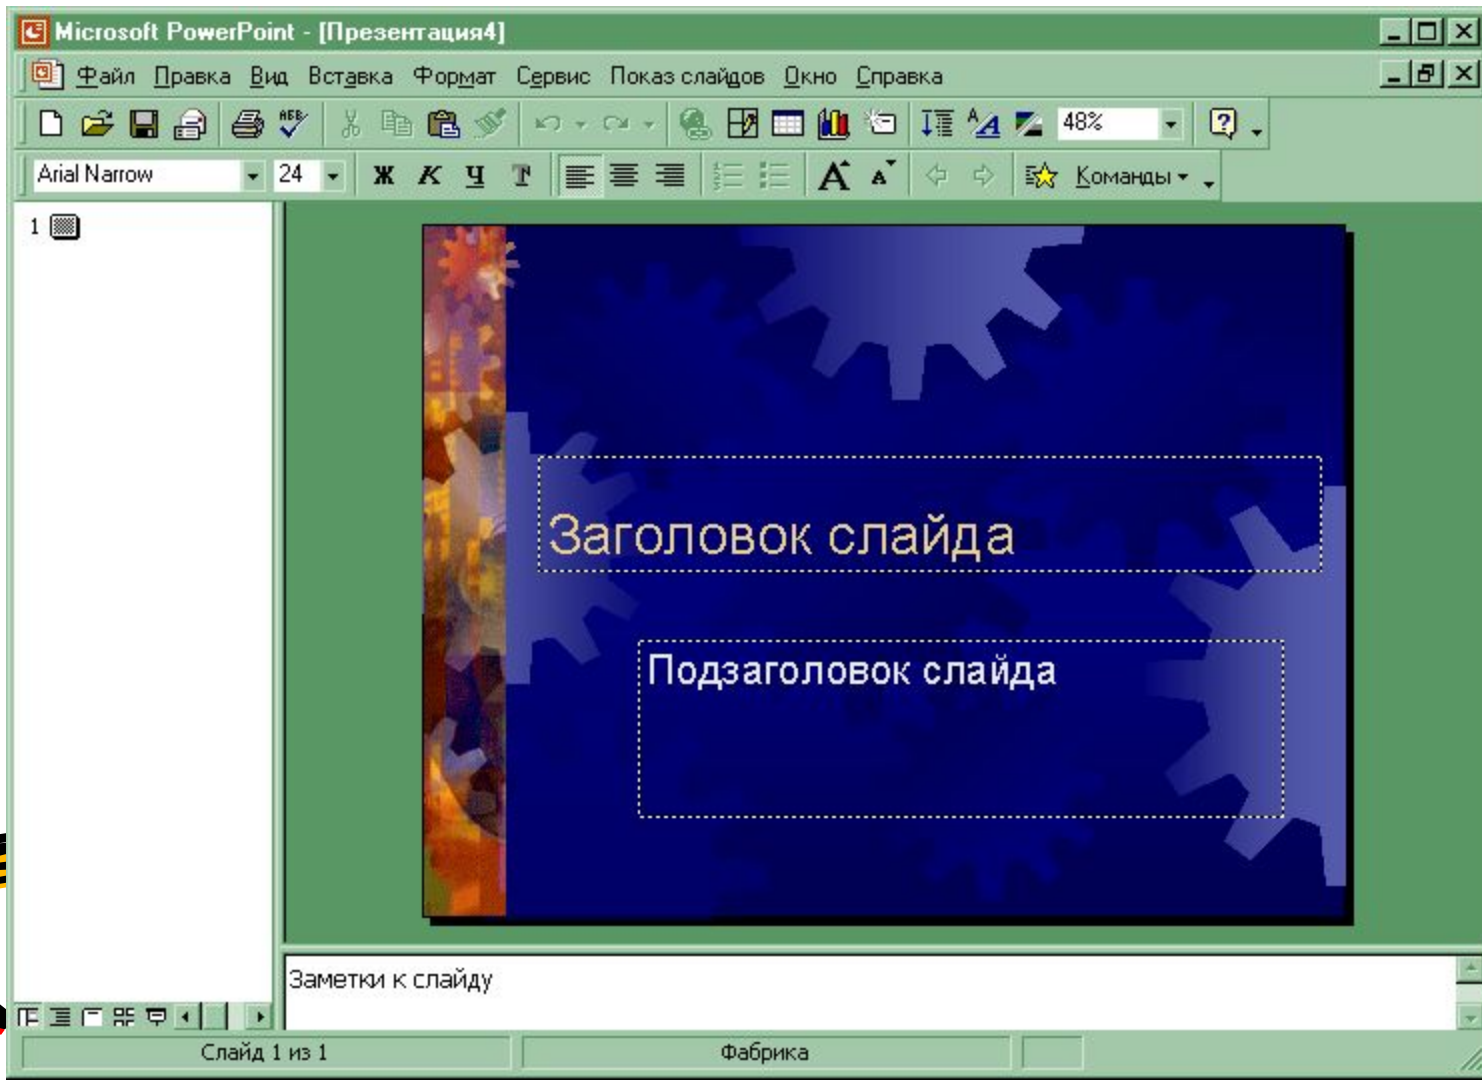 Microsoft PowerPoint - [Презентация4]
Файл Правка Вид Вставка Формат Сервис Показ слайдов Окно Справка
48%
Arial Narrow 24 Ж К Ч Т А А Команды
1
Заголовок слайда
Подзаголовок слайда
Заметки к слайду
Слайд 1 из 1 Фабрика